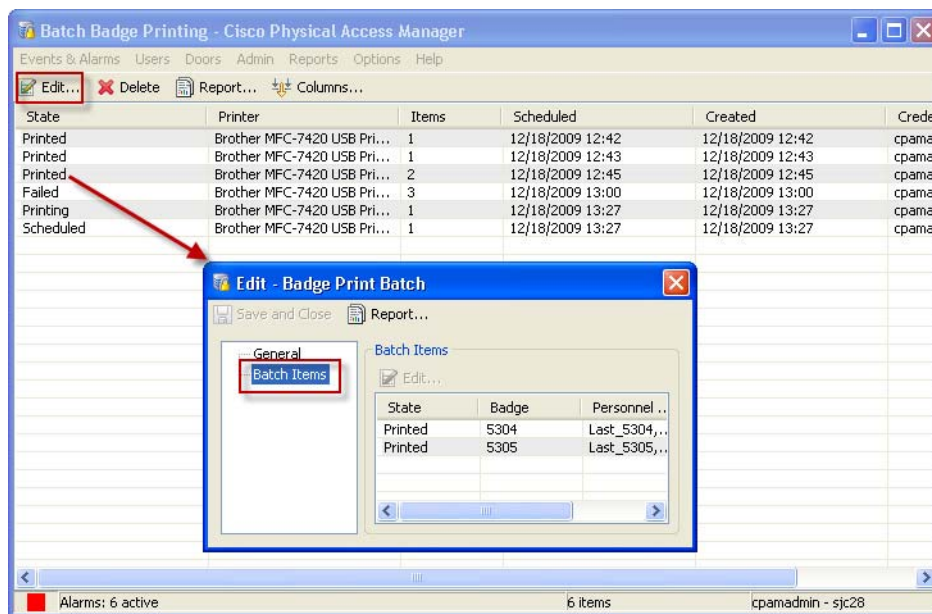 Batch Badge Printing - Cisco Physical Access Manager
Events & Alarms Users Doors Admin Reports Options Help
Edit... Delete Report... Columns...
State Printer Items Scheduled Created Crede
Printed Brother MFC-7420 USB Pri... 1 12/18/2009 12:42 12/18/2009 12:42 cpama
Printed Brother MFC-7420 USB Pri... 1 12/18/2009 12:43 12/18/2009 12:43 cpama
Printed Brother MFC-7420 USB Pri... 2 12/18/2009 12:45 12/18/2009 12:45 cpama
Failed Brother MFC-7420 USB Pri... 3 12/18/2009 13:00 12/18/2009 13:00 cpama
Printing Brother MFC-7420 USB Pri... 1 12/18/2009 13:27 12/18/2009 13:27 cpama
Scheduled Brother MFC-7420 USB Pri... 1 12/18/2009 13:27 12/18/2009 13:27 cpama
Edit - Badge Print Batch
Save and Close Report...
General
Batch Items
Batch Items
Edit...
State Badge Personnel ..
Printed 5304 Last_5304,..
Printed 5305 Last_5305,..
Alarms: 6 active 6 items cpamadmin - sjc28